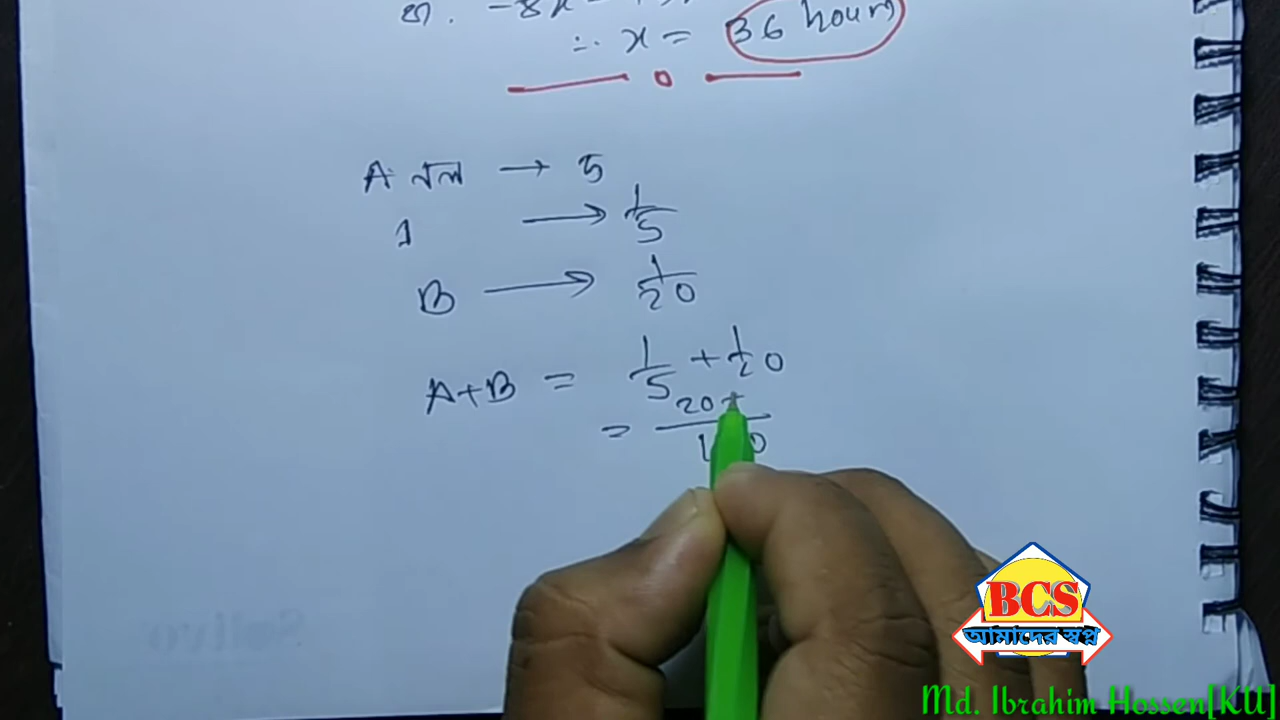 ∴ x = 36 hours
A নল → 5
1 → 1/5
B → 1/20
A+B = 1/5 + 1/20
= 20+
BCS
আমাদের স্বপ্ন
Md. Ibrahim Hossen[KU]